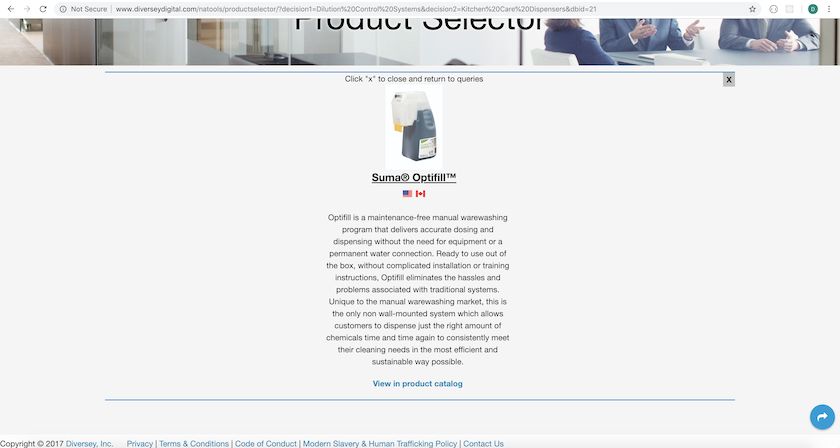 Not Secure | www.diverseydigital.com/natools/productselector/?decision1=Dilution%20Control%20Systems&decision2=Kitchen%20Care%20Dispensers&dbid=21
D
Product Selector
Click "x" to close and return to queries
X
Suma® Optifill™
Optifill is a maintenance-free manual warewashing
program that delivers accurate dosing and
dispensing without the need for equipment or a
permanent water connection. Ready to use out of
the box, without complicated installation or training
instructions, Optifill eliminates the hassles and
problems associated with traditional systems.
Unique to the manual warewashing market, this is
the only non wall-mounted system which allows
customers to dispense just the right amount of
chemicals time and time again to consistently meet
their cleaning needs in the most efficient and
sustainable way possible.
View in product catalog
Copyright © 2017 Diversey, Inc. Privacy | Terms & Conditions | Code of Conduct | Modern Slavery & Human Trafficking Policy | Contact Us